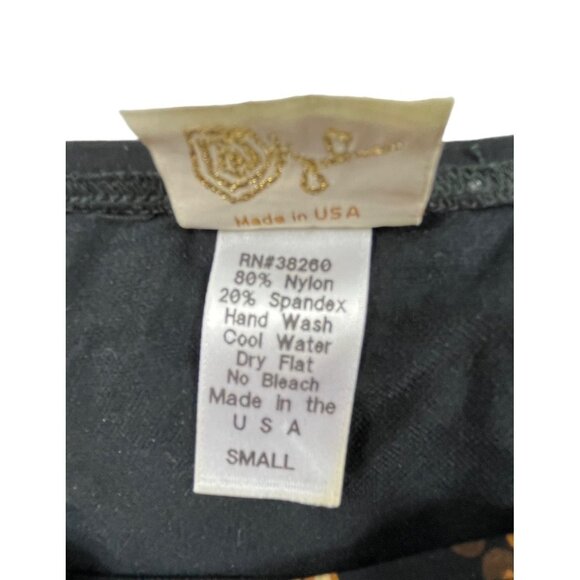 Made in USA
RN#38260
80% Nylon
20% Spandex
Hand Wash
Cool Water
Dry Flat
No Bleach
Made In the
U S A
SMALL